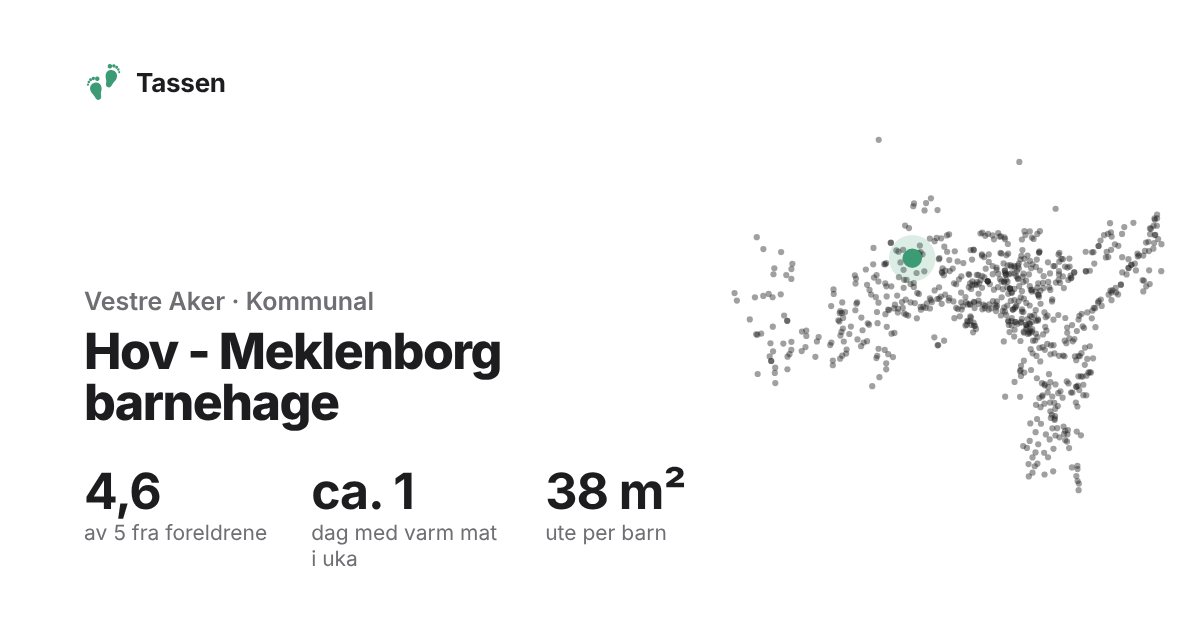 Tassen
Vestre Aker · Kommunal
Hov - Meklenborg
barnehage
4,6
av 5 fra foreldrene
ca. 1
dag med varm mat
i uka
38 m²
ute per barn